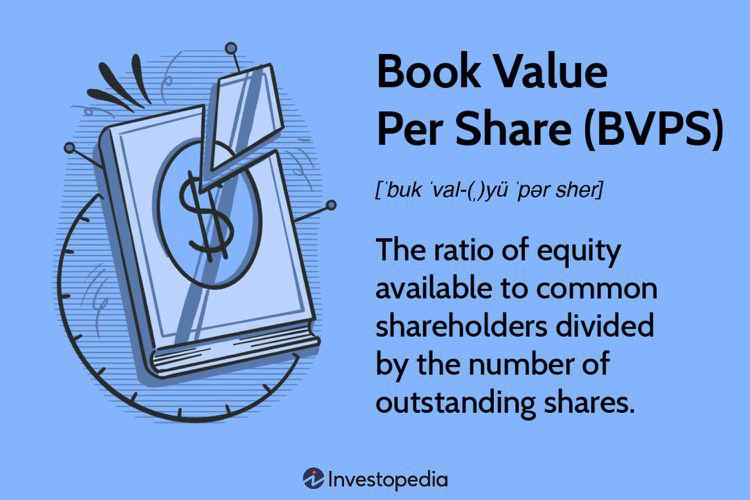 Book Value
Per Share (BVPS)
[ˈbuk ˈval-(ˌ)yü ˈpər sher]
The ratio of equity
available to common
shareholders divided
by the number of
outstanding shares.
$
Investopedia